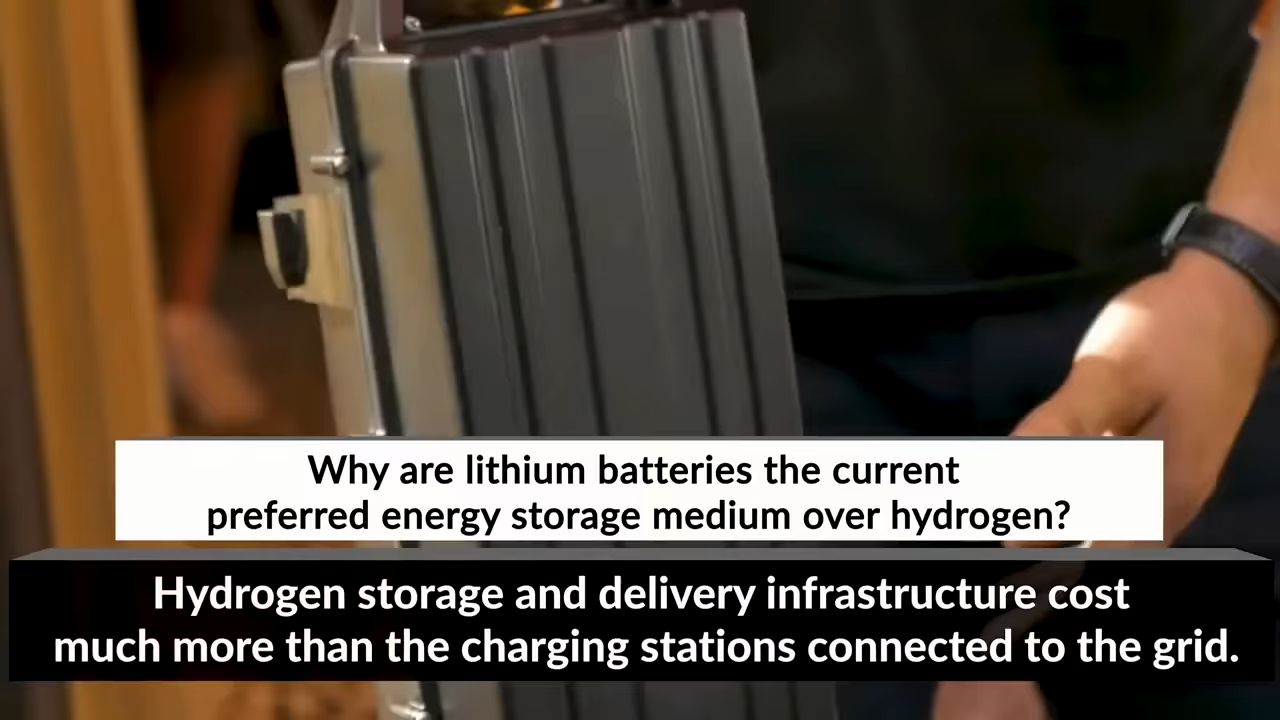 Why are lithium batteries the current
preferred energy storage medium over hydrogen?
Hydrogen storage and delivery infrastructure cost
much more than the charging stations connected to the grid.